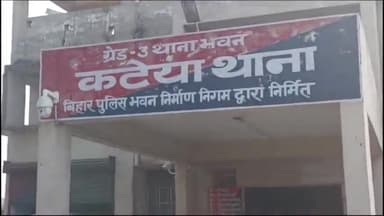 ग्रेड-3 थाना भवन
कटेया थाना
बिहार पुलिस भवन निर्माण निगम द्वारा निर्मित